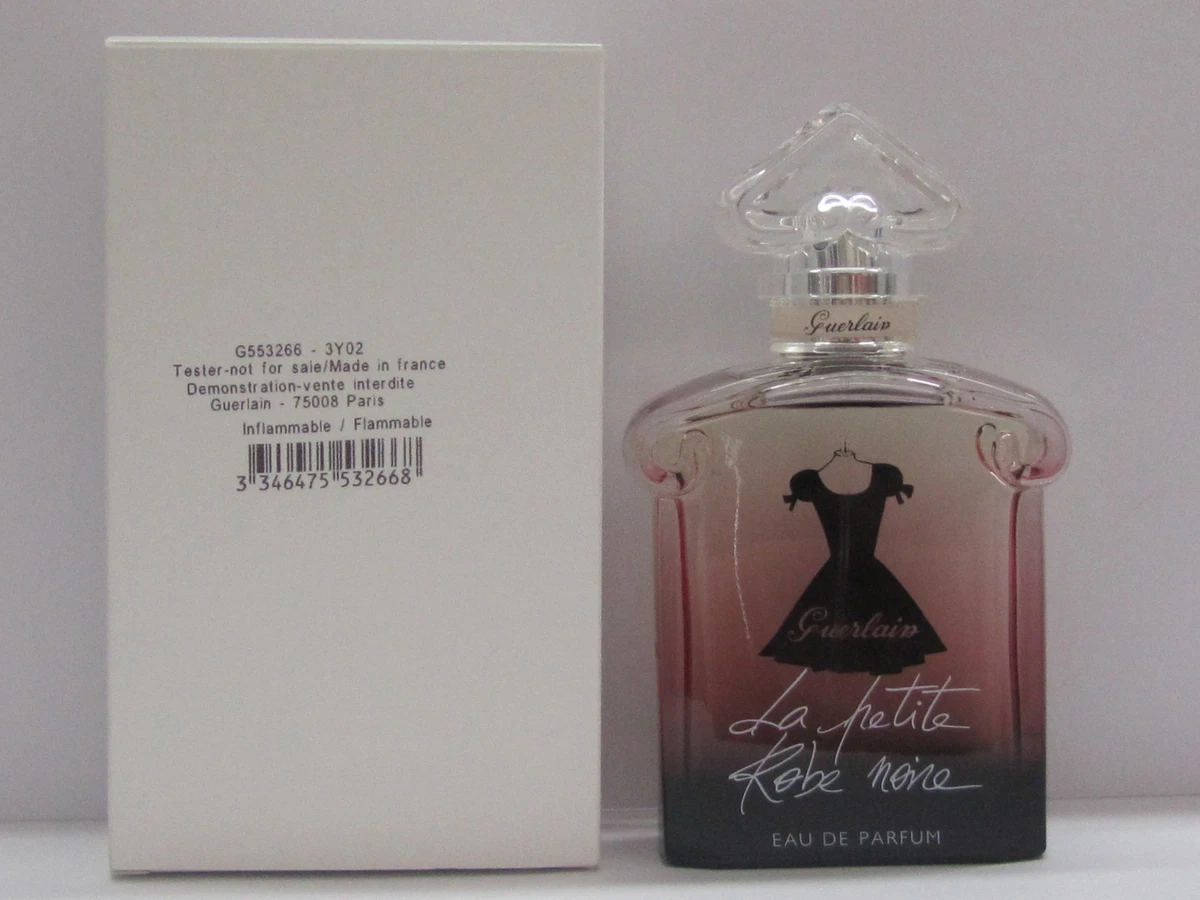 G553266 - 3Y02
Tester-not for saie/Made in france
Demonstration-vente interdite
Guerlain - 75008 Paris
Inflammable / Flammable
3 346475 532668
Guerlain
Guerlain
La petite
Robe noire
EAU DE PARFUM